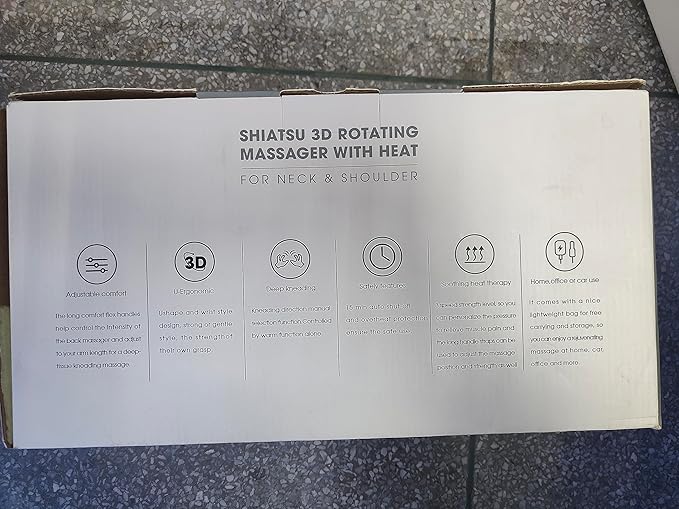 SHIATSU 3D ROTATING
MASSAGER WITH HEAT
FOR NECK & SHOULDER
3D
Adjustable comfort
The long comfort flex handles
help control the Intensity of
the back massager and adjust
to your arm length for a deep-
tissue kneading massage.
U-Ergonomic
Ushape and wrist style
design, strong or gentle
style, the strengthof
their own grasp.
Deep kneading
Kneading direction manual
selection function Controlled
by warm function alone.
Safety features
15-min auto shut-off
and overheat protection
ensure the safe use.
Soothing heat therapy
speed strength level, so you
can personalize the pressure
to relieve muscle pain and
the long handle straps can be
used to adjust the massage
position and strength as well
Home, office or car use
It comes with a nice
lightweight bag for free
carrying and storage, so
you can enjoy a rejuvenating
massage at home, car,
office and more.